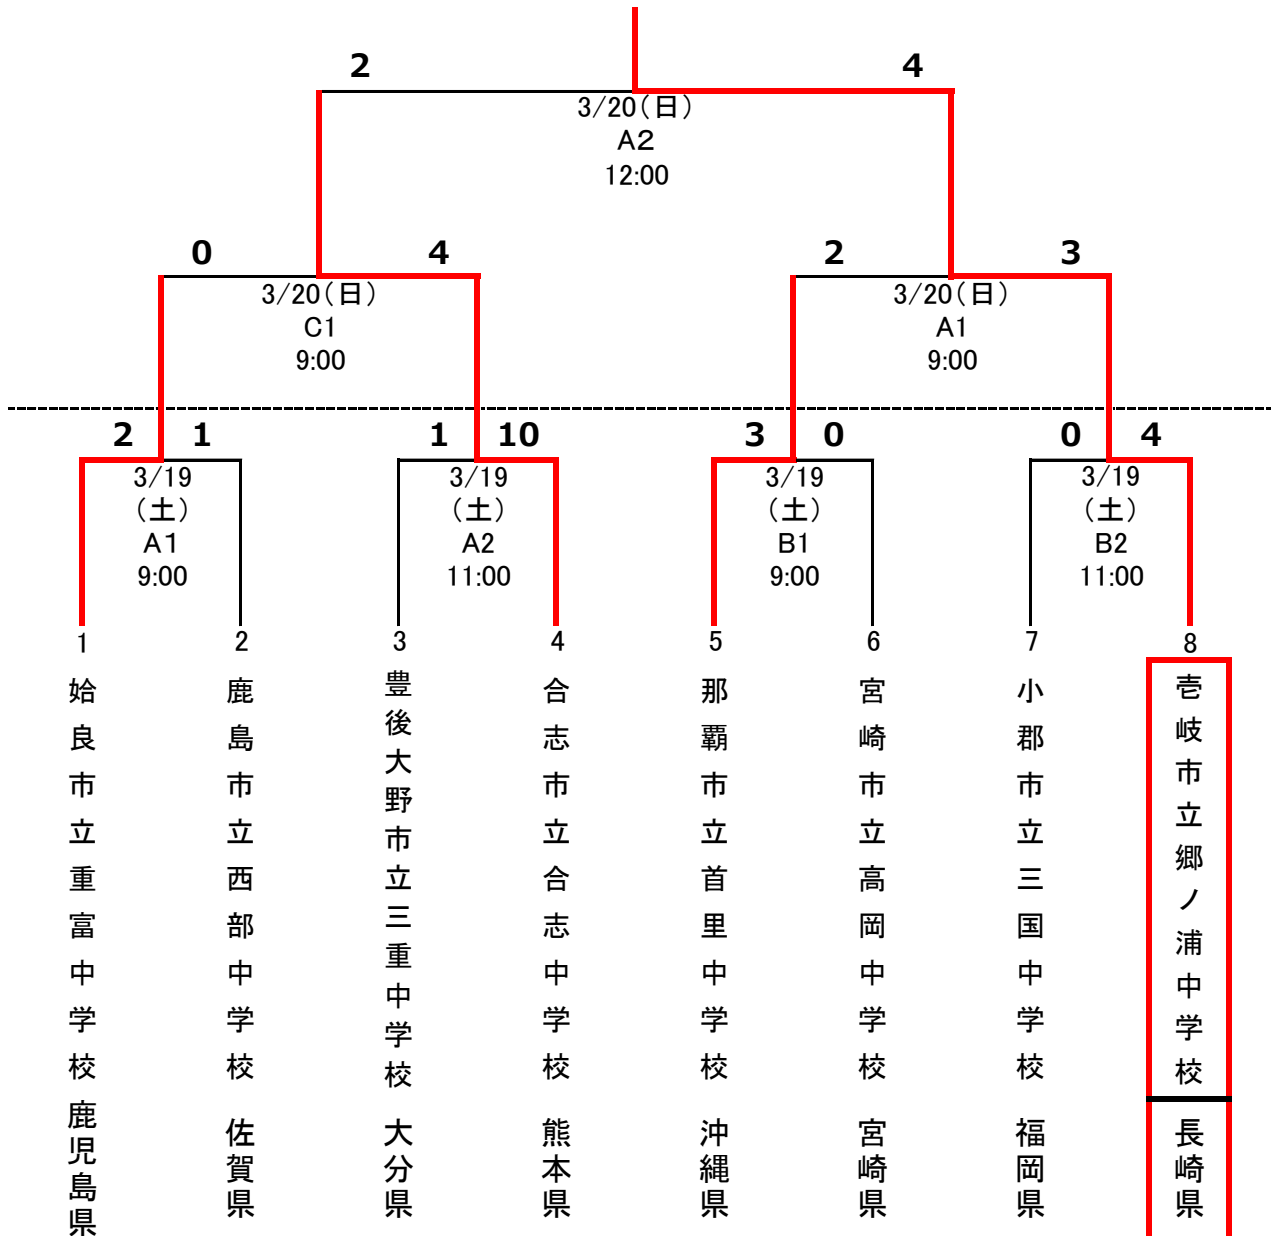 2
4
3/20(日)
A2
12:00
0
4
3/20(日)
C1
9:00
2
3
3/20(日)
A1
9:00
2
1
3/19
(土)
A1
9:00
1
10
3/19
(土)
A2
11:00
3
0
3/19
(土)
B1
9:00
0
4
3/19
(土)
B2
11:00
1
姶良市立重富中学校
鹿児島県
2
鹿島市立西部中学校
佐賀県
3
豊後大野市立三重中学校
大分県
4
合志市立合志中学校
熊本県
5
那覇市立首里中学校
沖縄県
6
宮崎市立高岡中学校
宮崎県
7
小郡市立三国中学校
福岡県
8
壱岐市立郷ノ浦中学校
長崎県